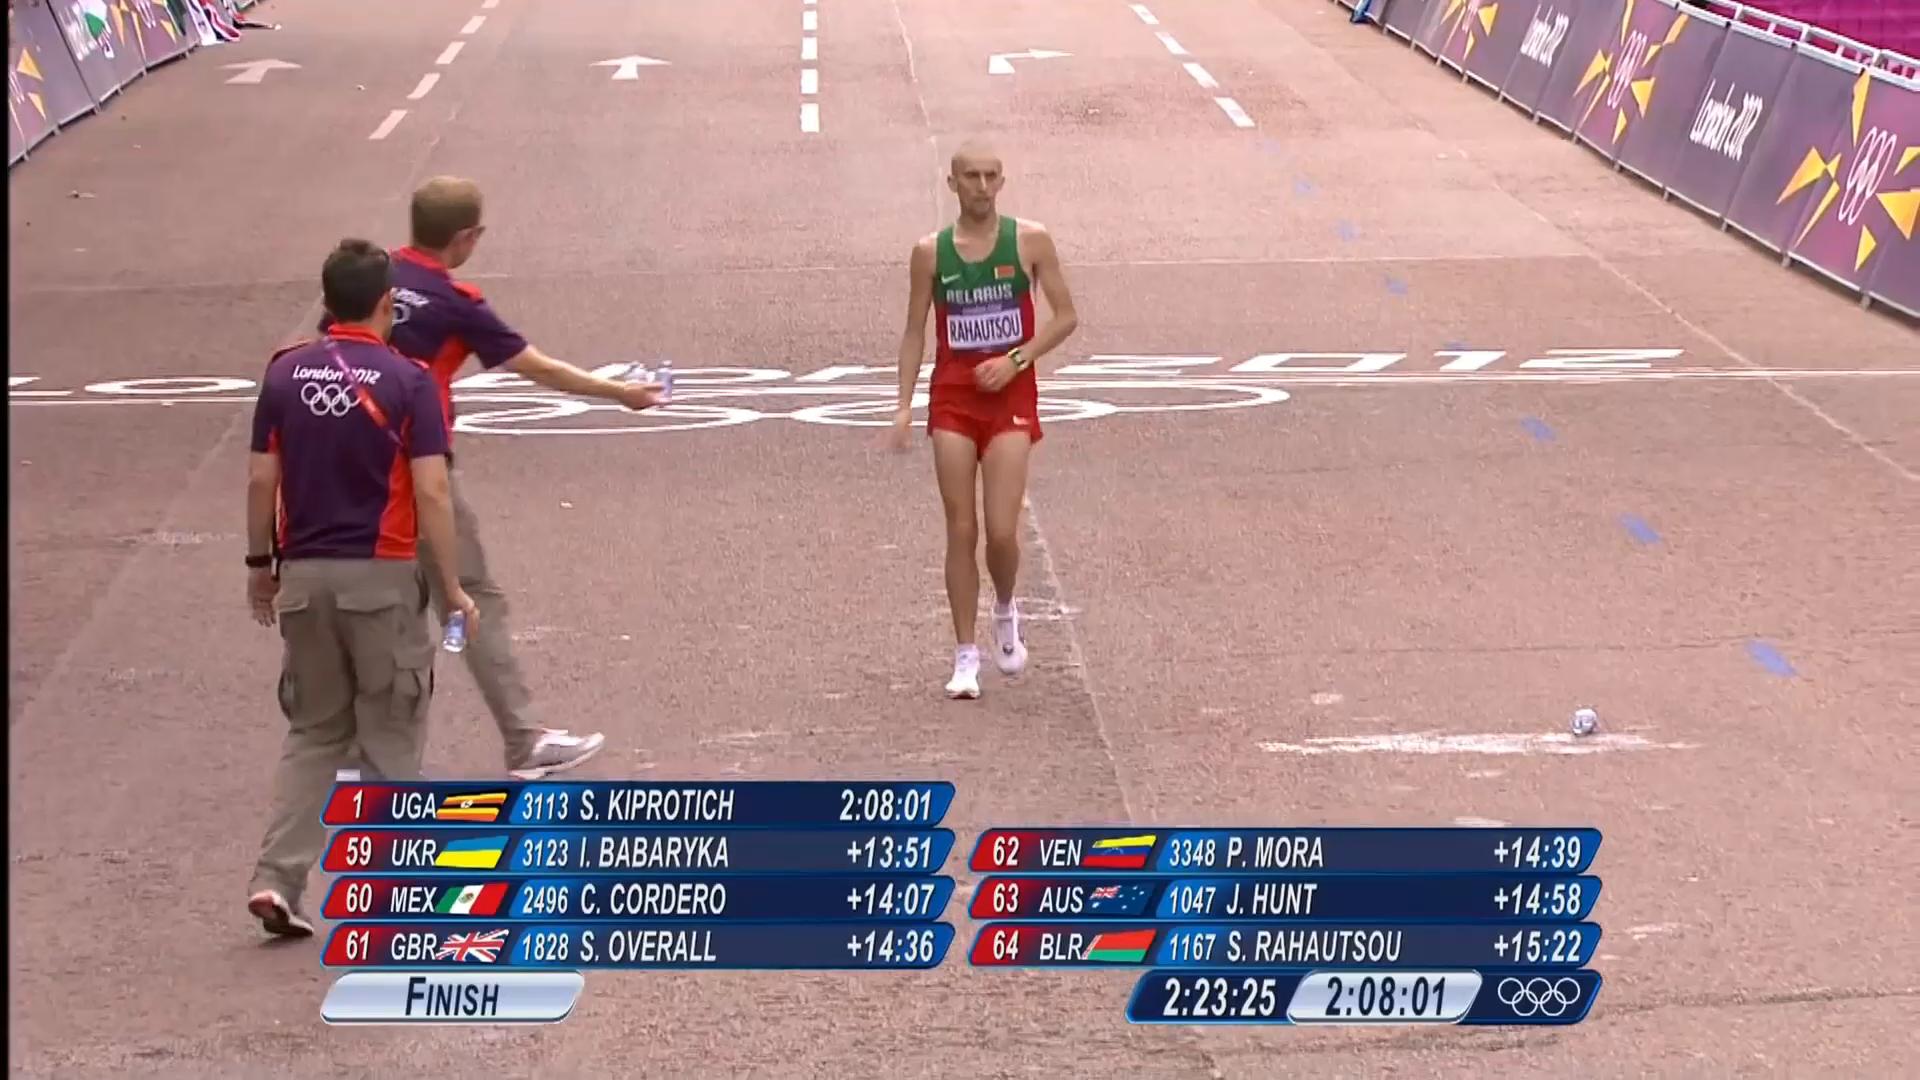 London 2012
London 2012
LONDON 2012
2012
London 2012
BELARUS
RAHAUTSOU
1 UGA 3113 S. KIPROTICH 2:08:01
59 UKR 3123 I. BABARYKA +13:51
60 MEX 2496 C. CORDERO +14:07
61 GBR 1828 S. OVERALL +14:36
62 VEN 3348 P. MORA +14:39
63 AUS 1047 J. HUNT +14:58
64 BLR 1167 S. RAHAUTSOU +15:22
FINISH
2:23:25 2:08:01